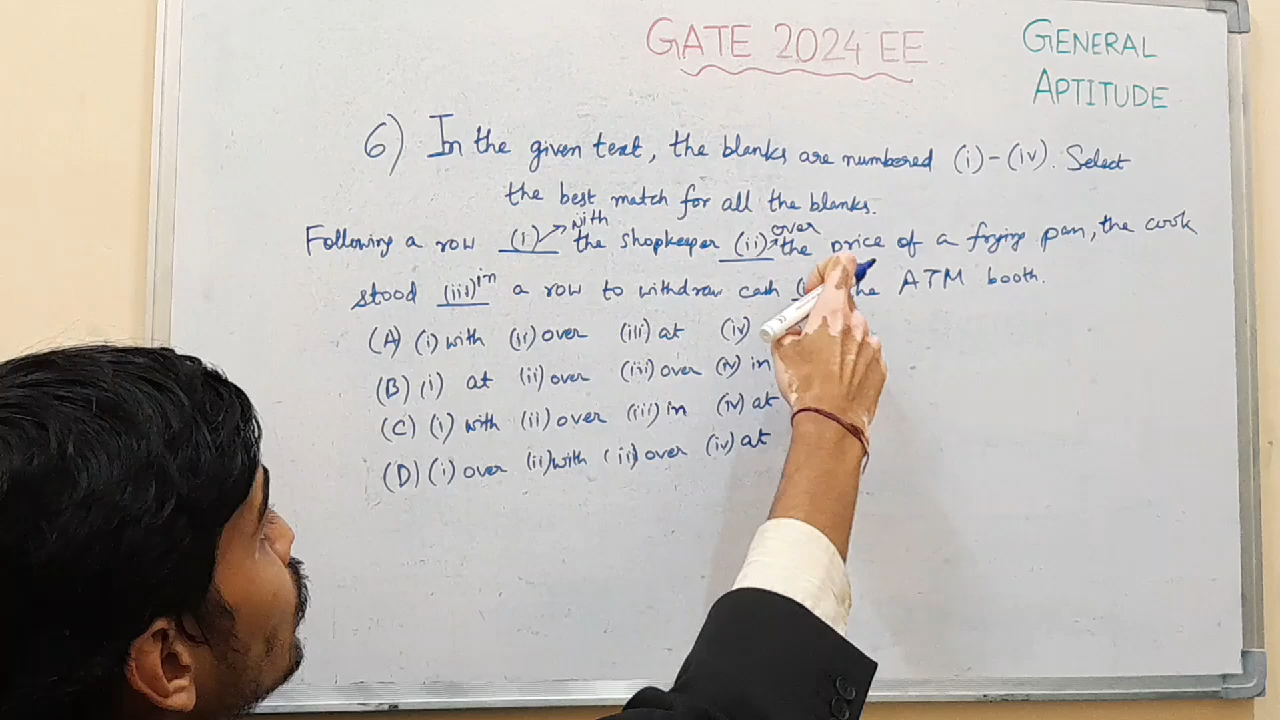 GATE 2024 EE
GENERAL
APTITUDE
6) In the given text, the blanks are numbered (i)-(iv). Select
the best match for all the blanks.
with over
Following a row (i) the shopkeeper (ii) the price of a frying pan, the cook
stood (iii) in a row to withdraw cash the ATM booth.
(A) (i) with (ii) over (iii) at (iv)
(B) (i) at (ii) over (iii) over (iv) in
(C) (i) with (ii) over (iii) in (iv) at
(D) (i) over (ii) with (ii) over (iv) at